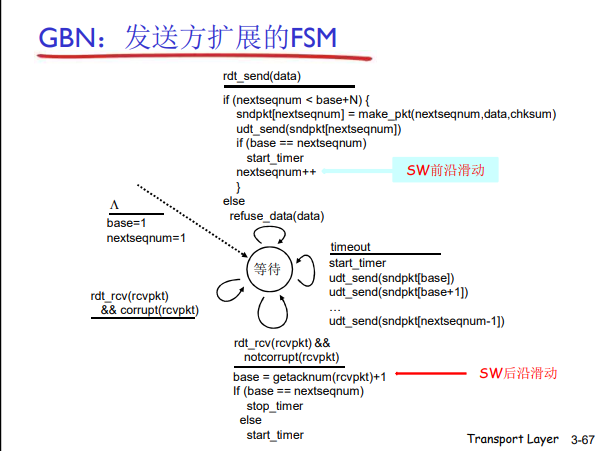 GBN：发送方扩展的FSM
rdt_send(data)
if (nextseqnum < base+N) {
sndpkt[nextseqnum] = make_pkt(nextseqnum,data,chksum)
udt_send(sndpkt[nextseqnum])
if (base == nextseqnum)
start_timer
nextseqnum++
SW前沿滑动
}
else
refuse_data(data)
Λ
base=1
nextseqnum=1
等待
timeout
start_timer
udt_send(sndpkt[base])
udt_send(sndpkt[base+1])
…
udt_send(sndpkt[nextseqnum-1])
rdt_rcv(rcvpkt)
&& corrupt(rcvpkt)
rdt_rcv(rcvpkt) &&
notcorrupt(rcvpkt)
base = getacknum(rcvpkt)+1
If (base == nextseqnum)
stop_timer
else
start_timer
SW后沿滑动
Transport Layer 3-67